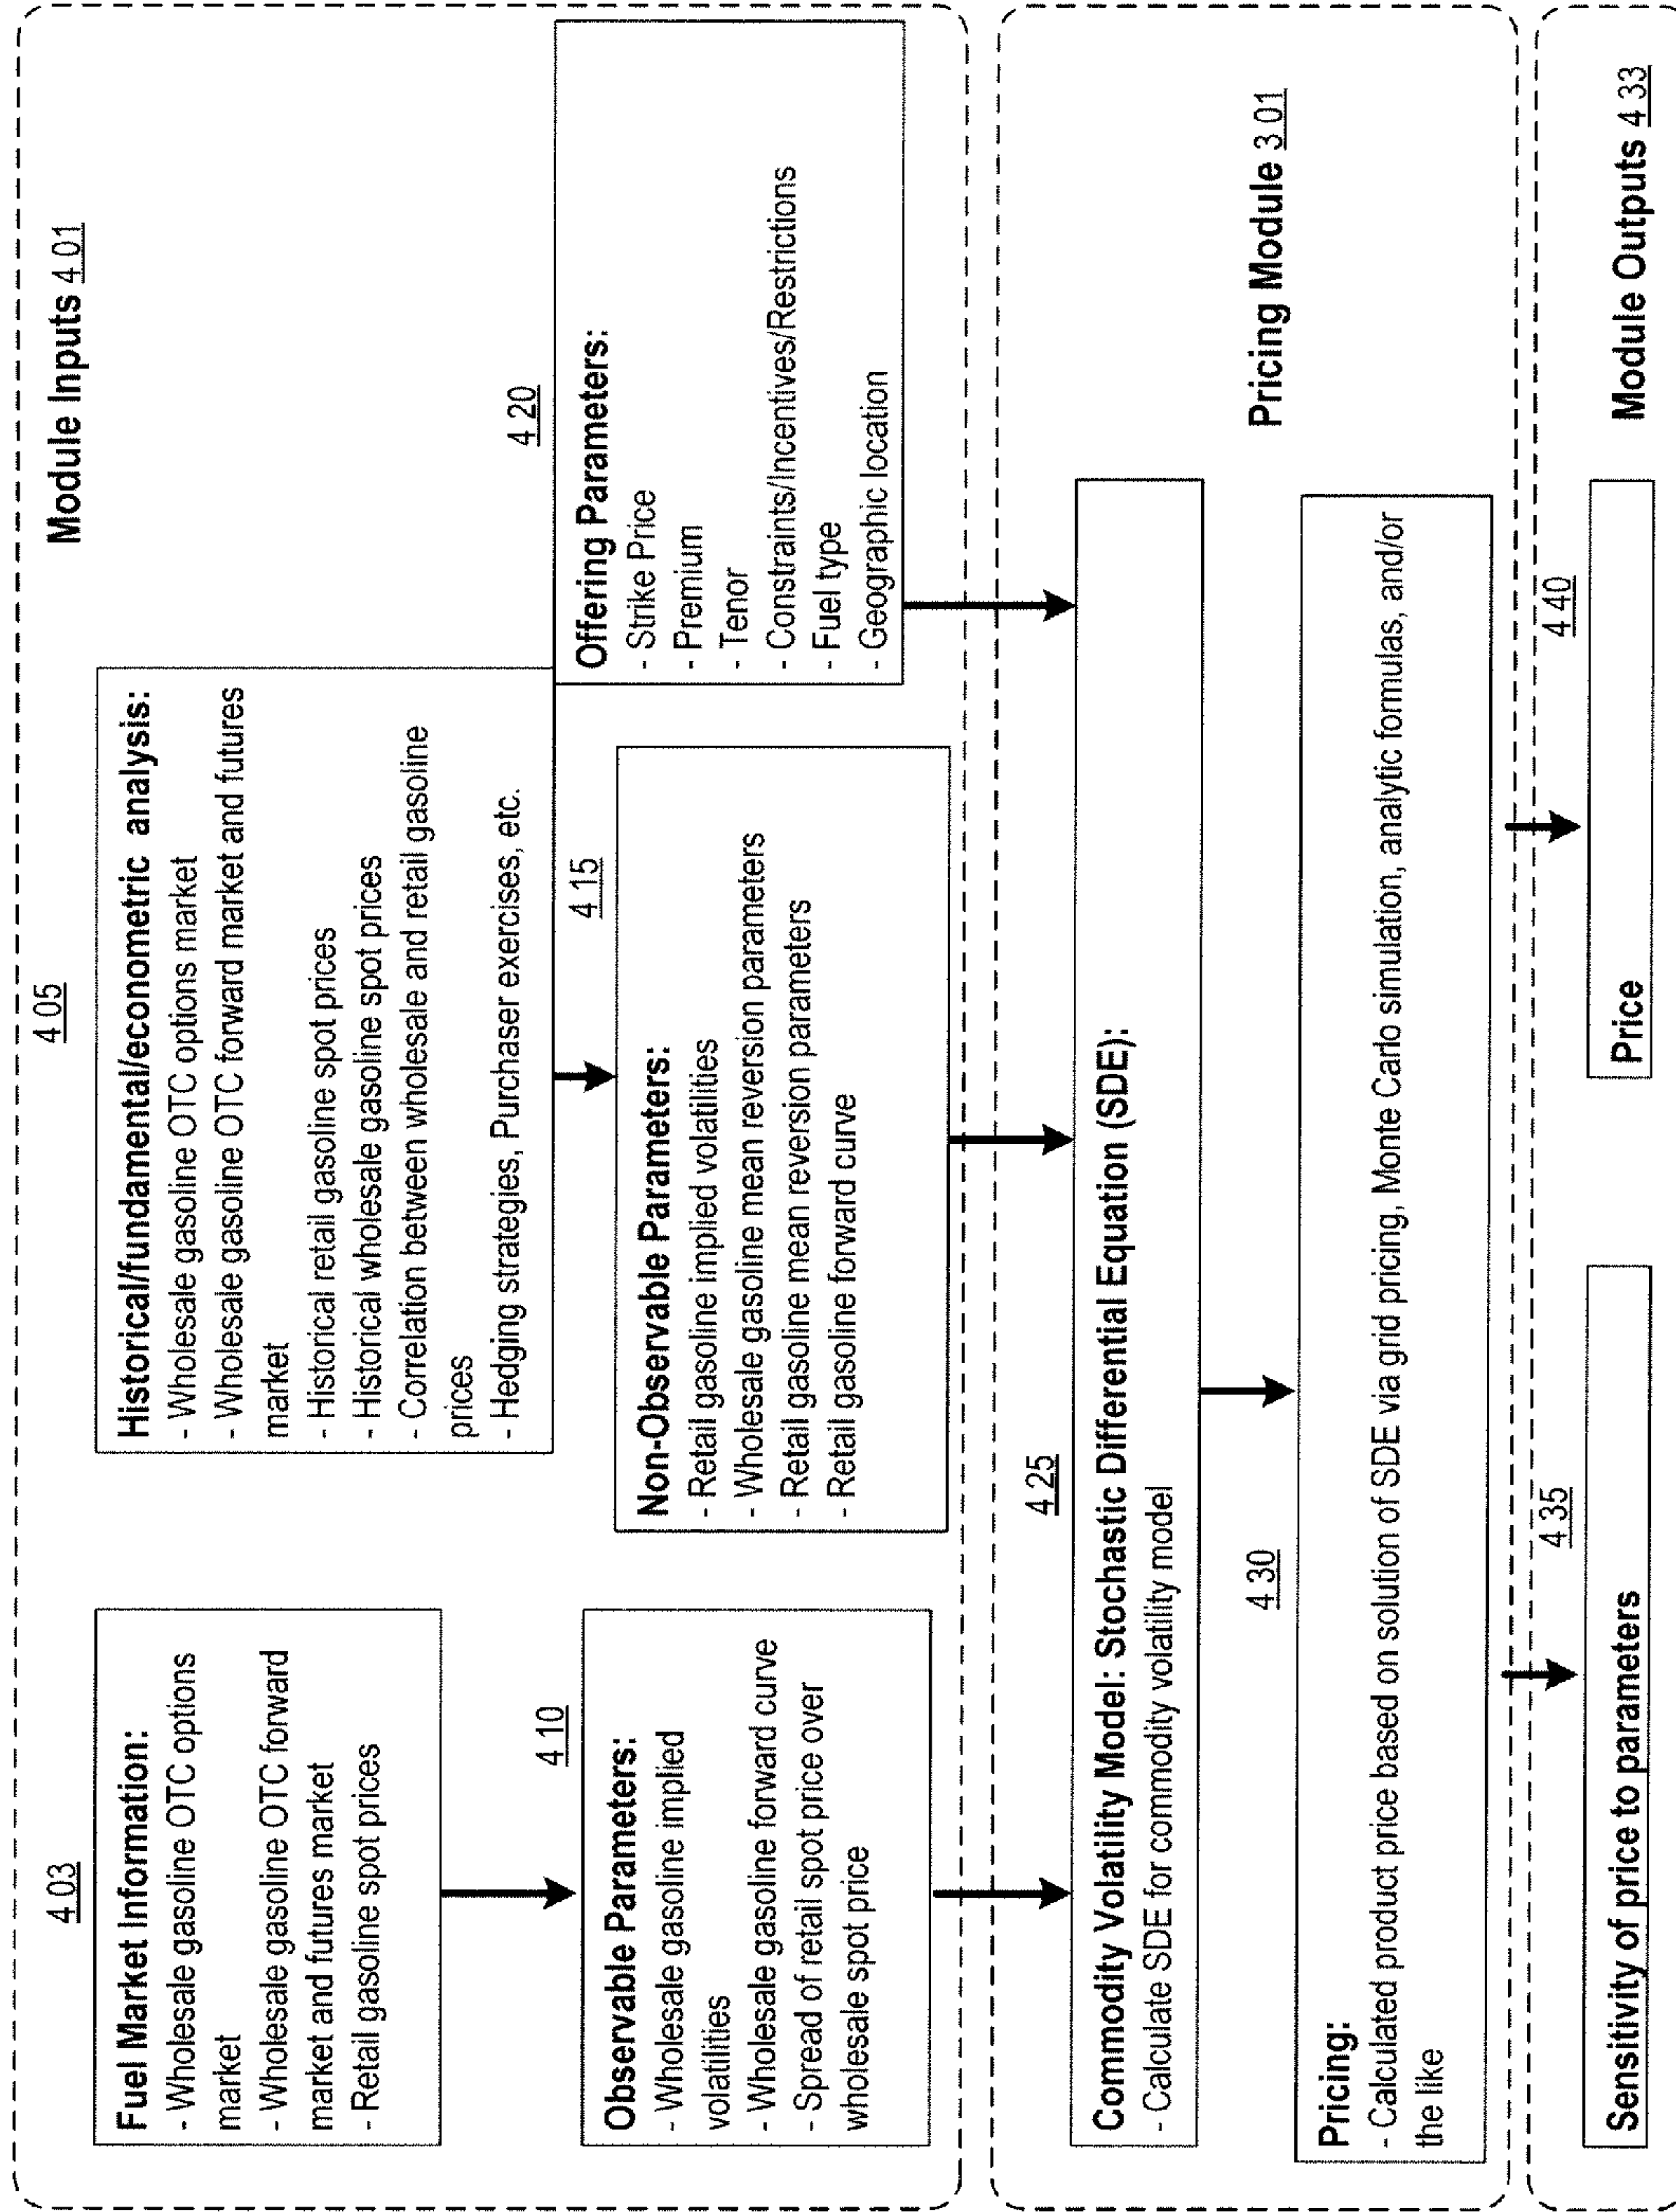 Module Inputs 4 01
4 03
Fuel Market Information:
- Wholesale gasoline OTC options
market
- Wholesale gasoline OTC forward
market and futures market
- Retail gasoline spot prices
4 05
Historical/fundamental/econometric analysis:
- Wholesale gasoline OTC options market
- Wholesale gasoline OTC forward market and futures
market
- Historical retail gasoline spot prices
- Historical wholesale gasoline spot prices
- Correlation between wholesale and retail gasoline
prices
- Hedging strategies, Purchaser exercises, etc.
4 10
Observable Parameters:
- Wholesale gasoline implied
volatilities
- Wholesale gasoline forward curve
- Spread of retail spot price over
wholesale spot price
4 15
Non-Observable Parameters:
- Retail gasoline implied volatilities
- Wholesale gasoline mean reversion parameters
- Retail gasoline mean reversion parameters
- Retail gasoline forward curve
4 20
Offering Parameters:
- Strike Price
- Premium
- Tenor
- Constraints/Incentives/Restrictions
- Fuel type
- Geographic location
4 25
Commodity Volatility Model: Stochastic Differential Equation (SDE):
- Calculate SDE for commodity volatility model
Pricing Module 3 01
4 30
Pricing:
- Calculated product price based on solution of SDE via grid pricing, Monte Carlo simulation, analytic formulas, and/or
the like
4 35
Sensitivity of price to parameters
4 40
Price
Module Outputs 4 33